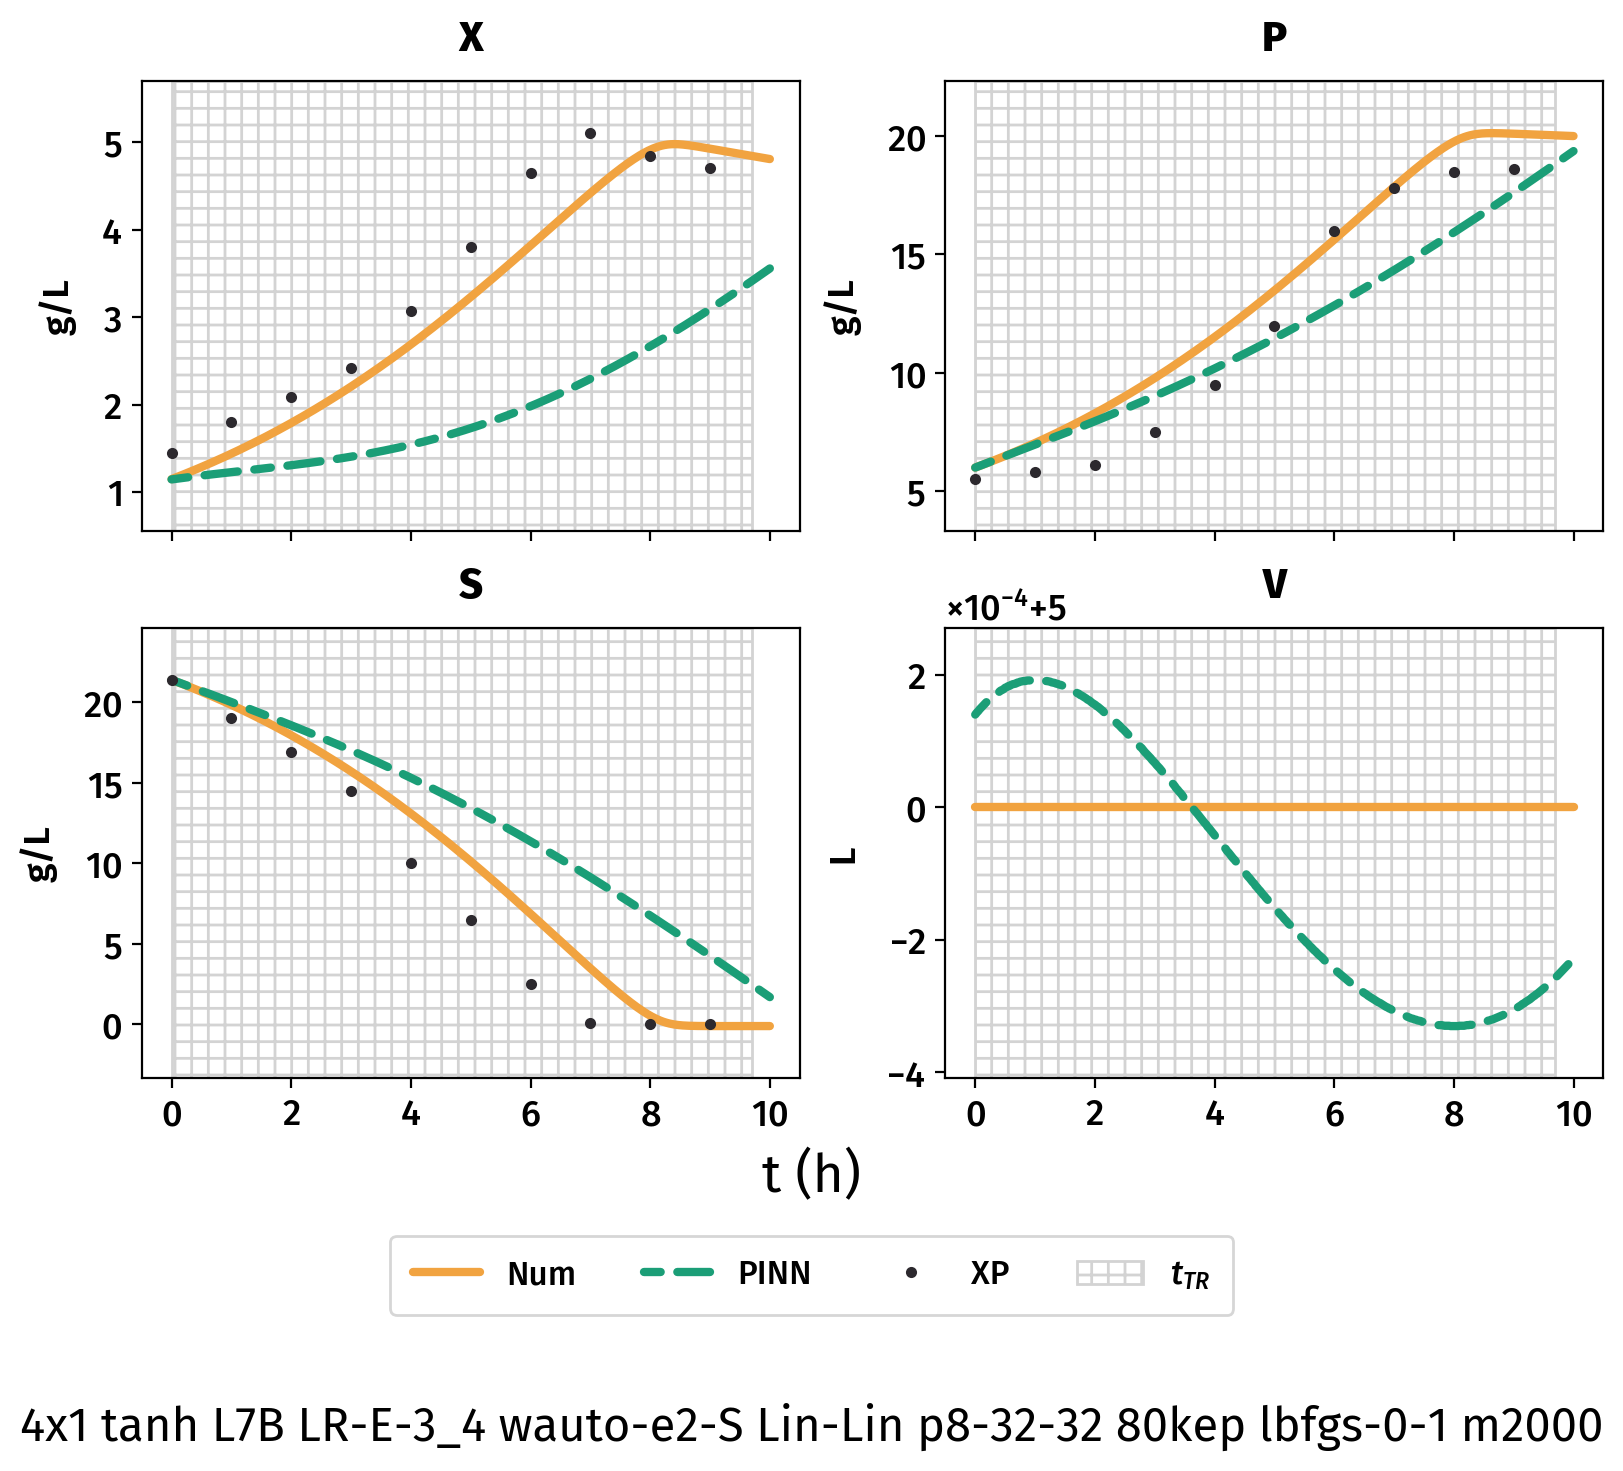 X
P
5
4
3
2
1
g/L
20
15
10
5
g/L
S
V
×10⁻⁴+5
20
15
10
5
0
g/L
2
0
−2
−4
L
0 2 4 6 8 10
0 2 4 6 8 10
t (h)
Num PINN XP t_TR
4x1 tanh L7B LR-E-3_4 wauto-e2-S Lin-Lin p8-32-32 80kep lbfgs-0-1 m2000